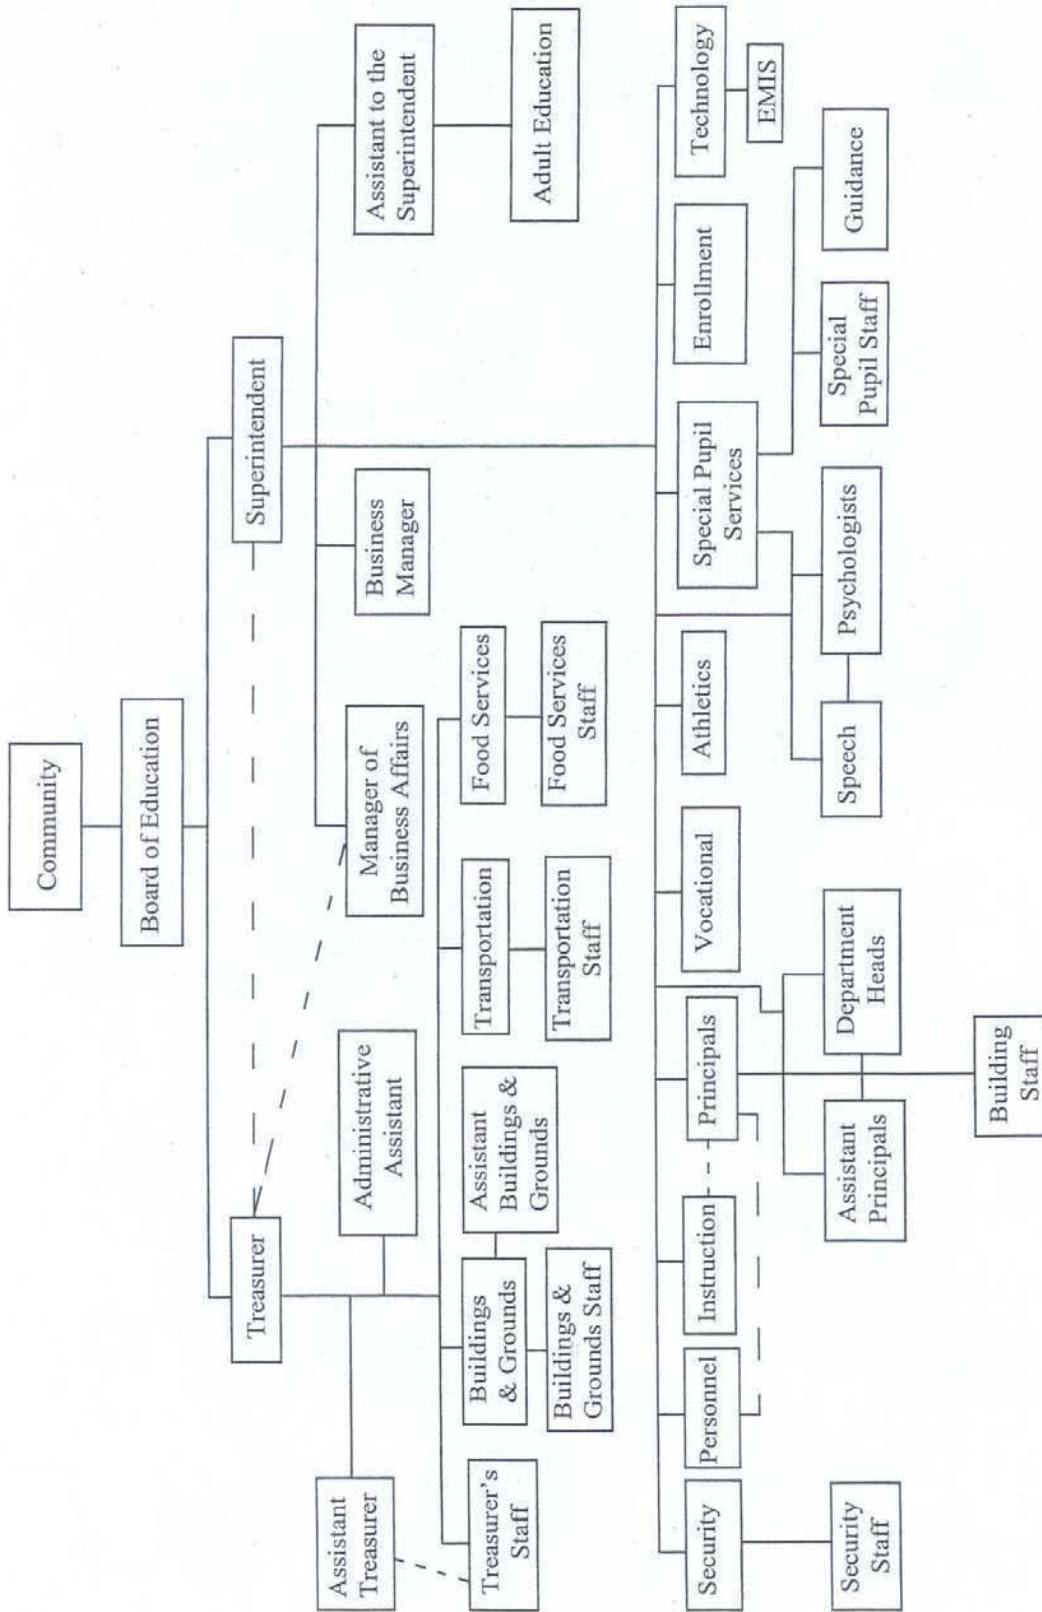 Community
Board of Education
Treasurer
Superintendent
Assistant
Treasurer
Administrative
Assistant
Manager of
Business Affairs
Business
Manager
Assistant to the
Superintendent
Treasurer's
Staff
Buildings
& Grounds
Assistant
Buildings &
Grounds
Transportation
Food Services
Adult Education
Buildings &
Grounds Staff
Transportation
Staff
Food Services
Staff
Security
Personnel
Instruction
Principals
Vocational
Athletics
Special Pupil
Services
Enrollment
Technology
EMIS
Security
Staff
Assistant
Principals
Department
Heads
Speech
Psychologists
Special
Pupil Staff
Guidance
Building
Staff